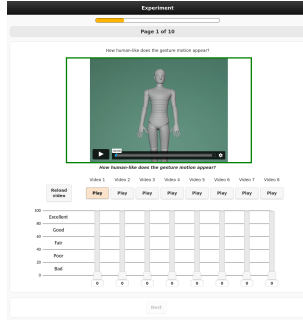 Experiment
Page 1 of 10
How human-like does the gesture motion appear?
How human-like does the gesture motion appear?
Video 1 Video 2 Video 3 Video 4 Video 5 Video 6 Video 7 Video 8
Reload video Play Play Play Play Play Play Play Play
100
Excellent
80
Good
60
Fair
40
Poor
20
Bad
0
0 0 0 0 0 0 0 0
Next